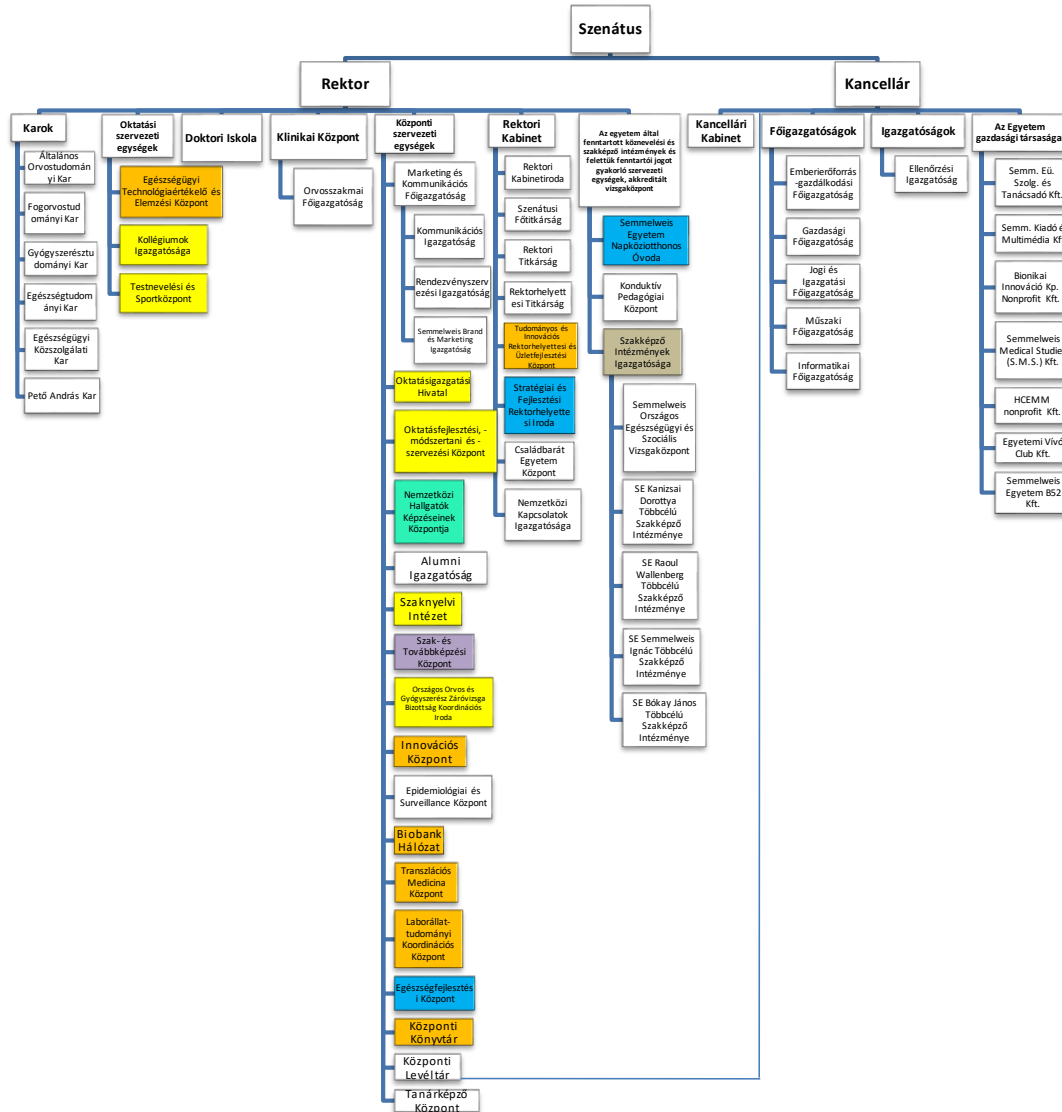 Szenátus
Rektor
Kancellár
Karok
Általános
Orvostudomán
yi Kar
Fogorvostud
ományi Kar
Gyógyszerésztu
dományi Kar
Egészségtudom
ányi Kar
Egészségügyi
Közszolgálati
Kar
Pető András Kar
Oktatási
szervezeti
egységek
Egészségügyi
Technológiaértékelő és
Elemzési Központ
Kollégiumok
Igazgatósága
Testnevelési és
Sportközpont
Doktori Iskola
Klinikai Központ
Orvosszakmai
Főigazgatóság
Központi
szervezeti
egységek
Marketing és
Kommunikációs
Főigazgatóság
Kommunikációs
Igazgatóság
Rendezvényszerv
ezési Igazgatóság
Semmelweis Brand
és Marketing
Igazgatóság
Oktatásigazgatási
Hivatal
Oktatásfejlesztési, -
módszertani és -
szervezési Központ
Nemzetközi
Hallgatók
Képzéseinek
Központja
Alumni
Igazgatóság
Szaknyelvi
Intézet
Szak- és
Továbbképzési
Központ
Országos Orvos és
Gyógyszerész Záróvizsga
Bizottság Koordinációs
Iroda
Innovációs
Központ
Epidemiológiai és
Surveillance Központ
Biobank
Hálózat
Transzlációs
Medicina
Központ
Laborállat-
tudományi
Koordinációs
Központ
Egészségfejlesztés
i Központ
Központi
Könyvtár
Központi
Levéltár
Tanárképző
Központ
Rektori
Kabinet
Rektori
Kabinetiroda
Szenátusi
Főtitkárság
Rektori
Titkárság
Rektorhelyett
esi Titkárság
Tudományos és
Innovációs
Rektorhelyettesi és
Üzletfejlesztési
Központ
Stratégiai és
Fejlesztési
Rektorhelyette
si Iroda
Családbarát
Egyetem
Központ
Nemzetközi
Kapcsolatok
Igazgatósága
Az egyetem által
fenntartott köznevelési és
szakképző intézmények és
felettük fenntartói jogot
gyakorló szervezeti
egységek, akkreditált
vizsgaközpont
Semmelweis
Egyetem
Napköziotthonos
Óvoda
Konduktív
Pedagógiai
Központ
Szakképző
Intézmények
Igazgatósága
Semmelweis
Országos
Egészségügyi és
Szociális
Vizsgaközpont
SE Kanizsai
Dorottya
Többcélú
Szakképző
Intézménye
SE Raoul
Wallenberg
Többcélú
Szakképző
Intézménye
SE Semmelweis
Ignác Többcélú
Szakképző
Intézménye
SE Bókay János
Többcélú
Szakképző
Intézménye
Kancellári
Kabinet
Főigazgatóságok
Emberierőforrás
-gazdálkodási
Főigazgatóság
Gazdasági
Főigazgatóság
Jogi és
Igazgatási
Főigazgatóság
Műszaki
Főigazgatóság
Informatikai
Főigazgatóság
Igazgatóságok
Ellenőrzési
Igazgatóság
Az Egyetem
gazdasági társasága
Semm. Eü.
Szolg. és
Tanácsadó Kft.
Semm. Kiadó é
Multimédia Kf
Bionikai
Innováció Kp.
Nonprofit Kft.
Semmelweis
Medical Studie
(S.M.S.) Kft.
HCEMM
nonprofit Kft.
Egyetemi Vívó
Club Kft.
Semmelweis
Egyetem B52
Kft.